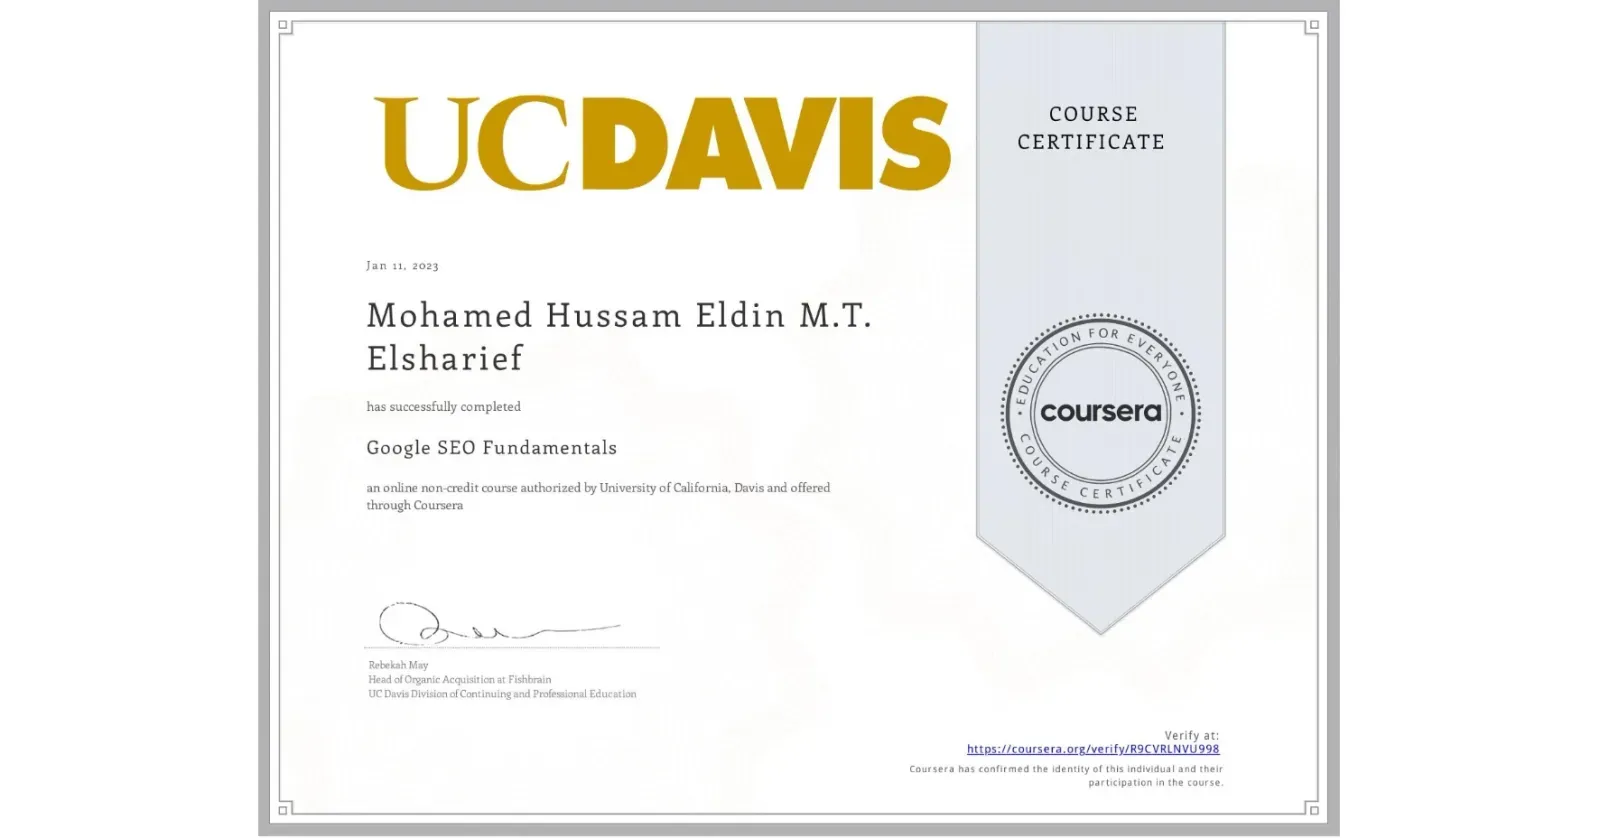 UCDAVIS
COURSE
CERTIFICATE
Jan 11, 2023
Mohamed Hussam Eldin M.T.
Elsharief
has successfully completed
Google SEO Fundamentals
an online non-credit course authorized by University of California, Davis and offered
through Coursera
EDUCATION FOR EVERYONE
coursera
COURSE CERTIFICATE
Rebekah May
Head of Organic Acquisition at Fishbrain
UC Davis Division of Continuing and Professional Education
Verify at:
https://coursera.org/verify/R9CVRLNVU998
Coursera has confirmed the identity of this individual and their
participation in the course.